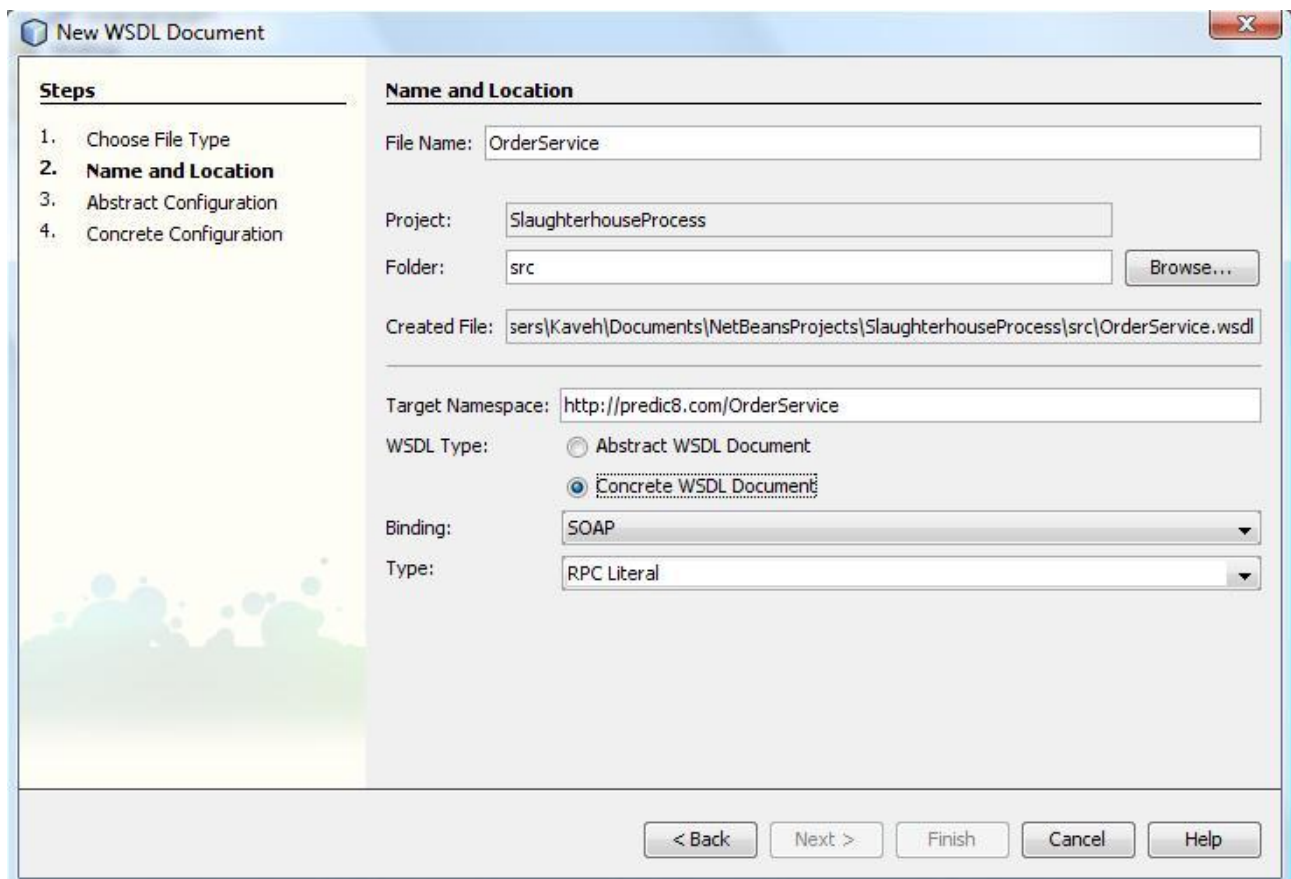 New WSDL Document
Steps
1. Choose File Type
2. Name and Location
3. Abstract Configuration
4. Concrete Configuration
Name and Location
File Name: OrderService
Project: SlaughterhouseProcess
Folder: src Browse...
Created File: sers\Kaveh\Documents\NetBeansProjects\SlaughterhouseProcess\src\OrderService.wsdl
Target Namespace: http://predic8.com/OrderService
WSDL Type: Abstract WSDL Document
Concrete WSDL Document
Binding: SOAP
Type: RPC Literal
< Back Next > Finish Cancel Help